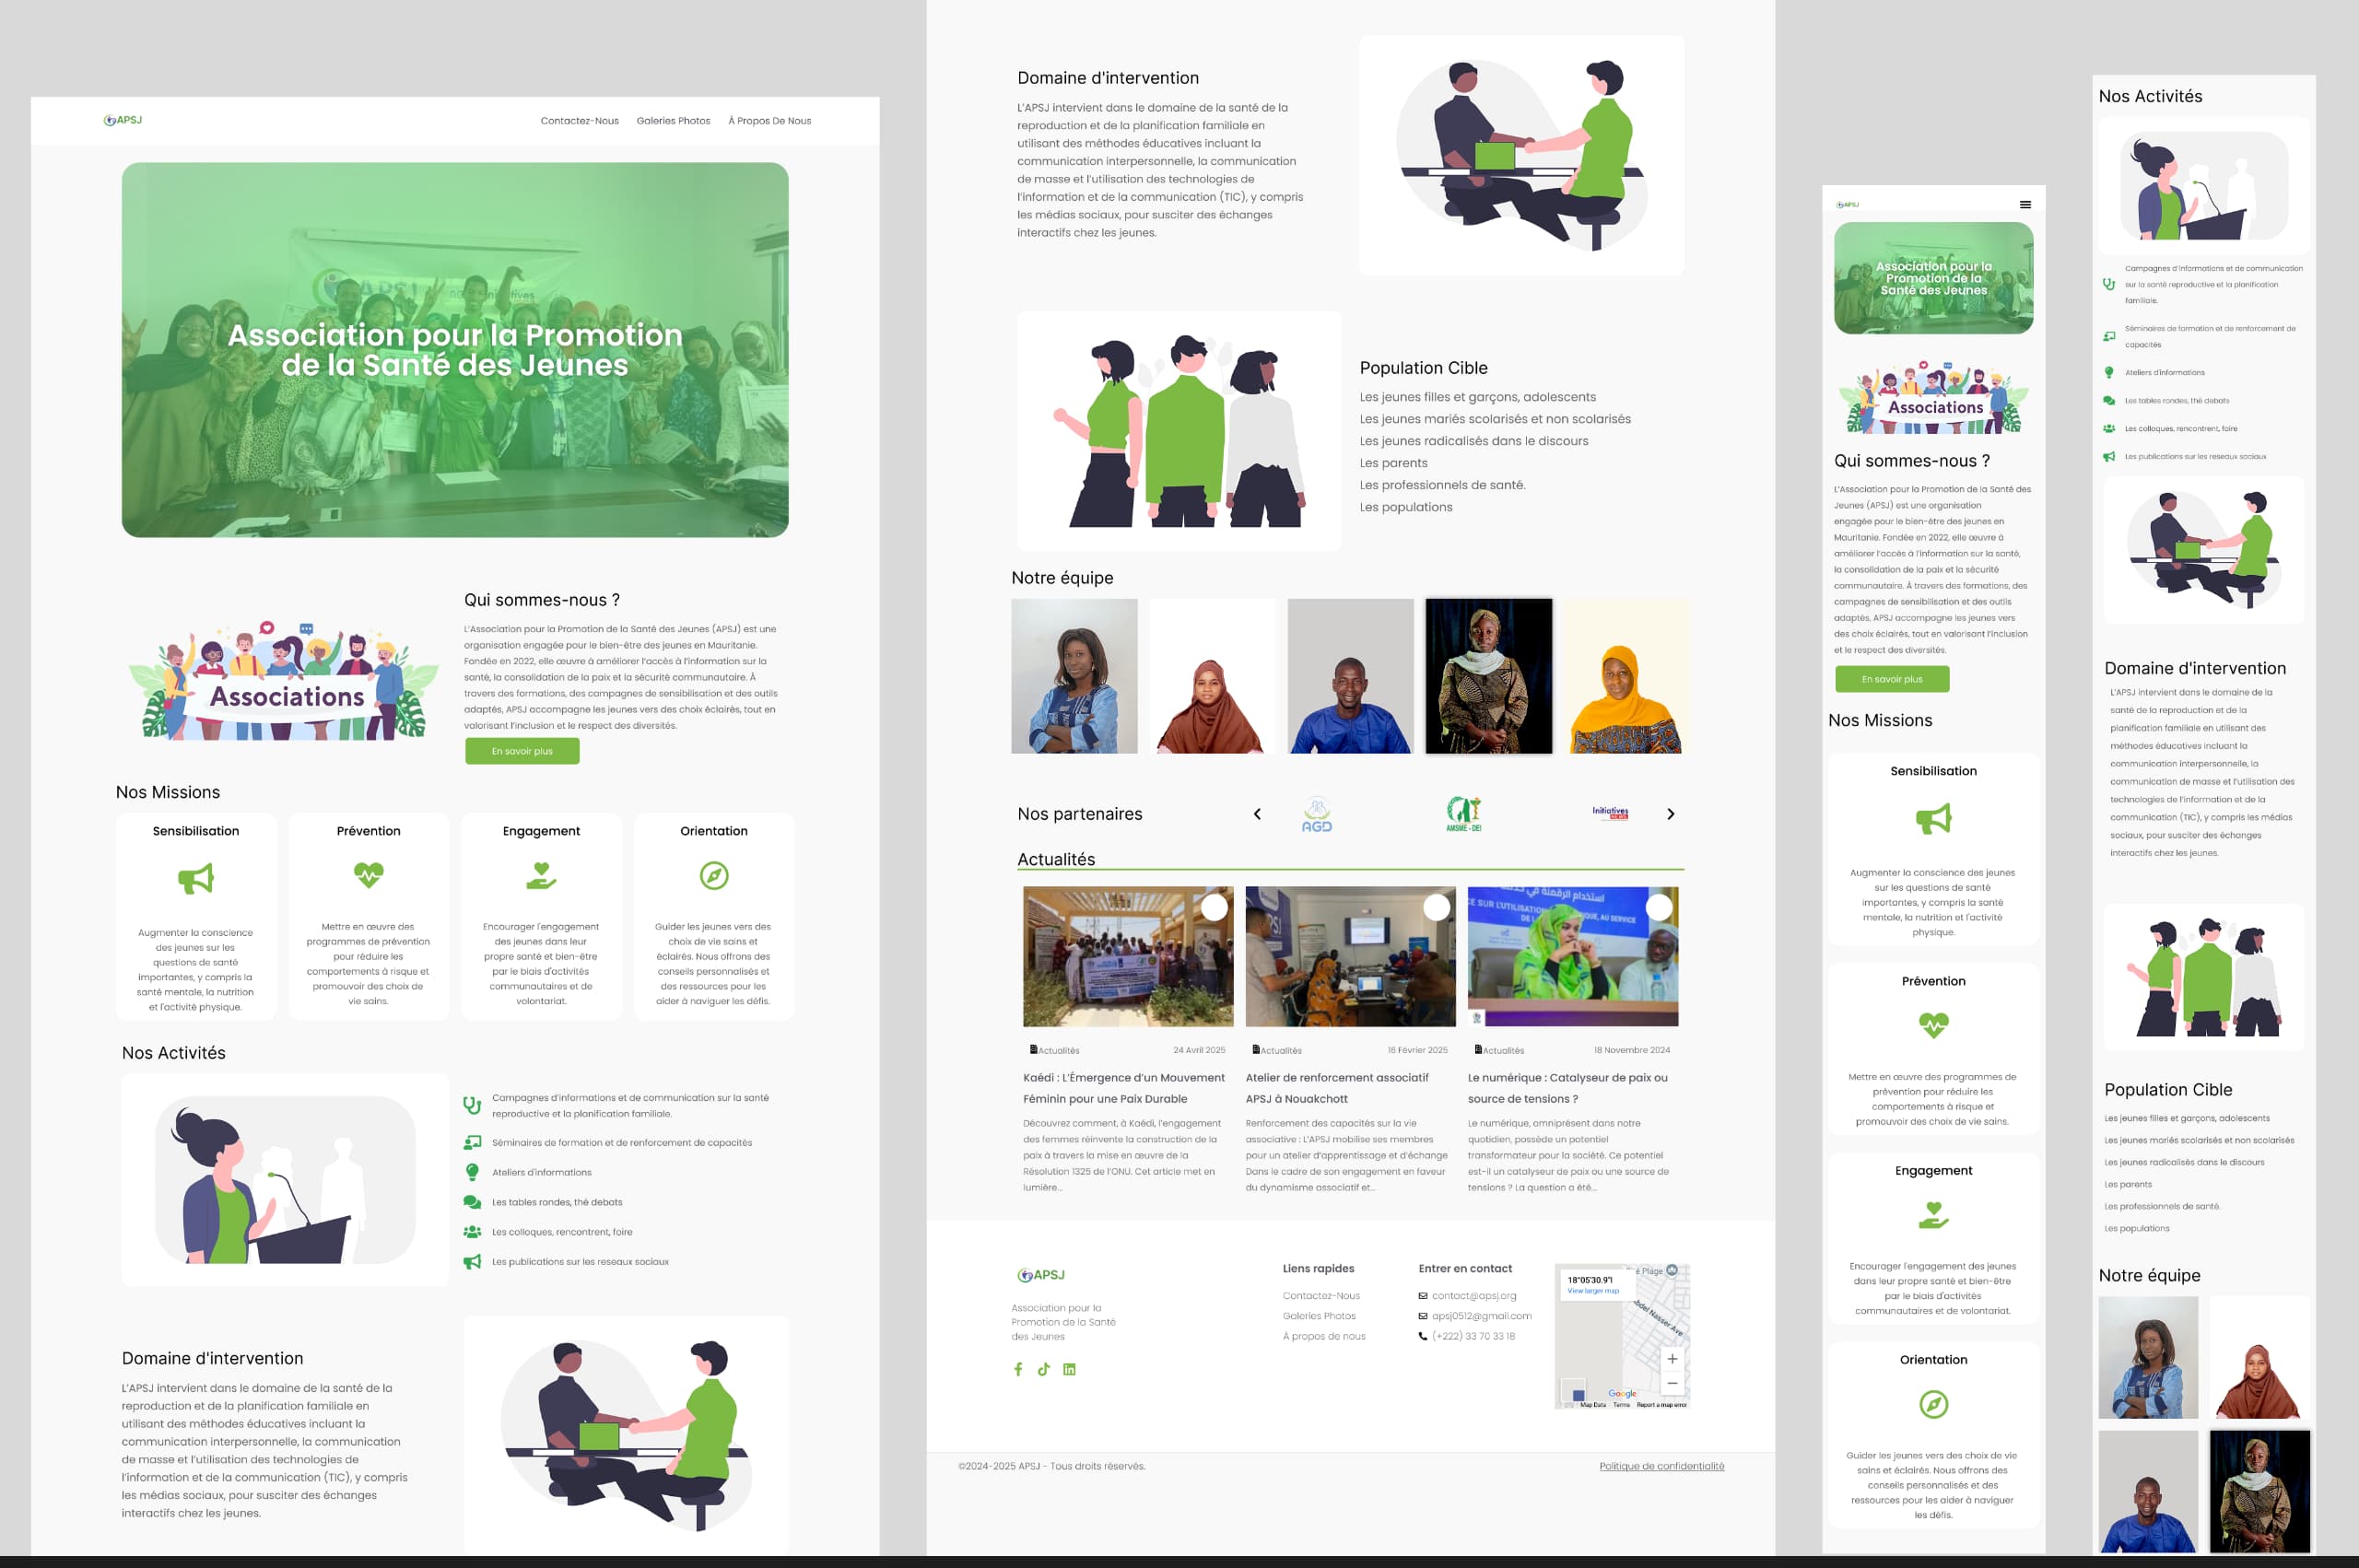 APSJ
Contactez-Nous
Galeries Photos
À Propos De Nous
Association pour la Promotion
de la Santé des Jeunes
Associations
Qui sommes-nous ?
L'Association pour la Promotion de la Santé des Jeunes (APSJ) est une
organisation engagée pour le bien-être des jeunes en Mauritanie.
Fondée en 2022, elle œuvre à améliorer l'accès à l'information sur la
santé, la consolidation de la paix et la sécurité communautaire. À
travers des formations, des campagnes de sensibilisation et des outils
adaptés, APSJ accompagne les jeunes vers des choix éclairés, tout en
valorisant l'inclusion et le respect des diversités.
En savoir plus
Nos Missions
Sensibilisation
Augmenter la conscience
des jeunes sur les
questions de santé
importantes, y compris la
santé mentale, la nutrition
et l'activité physique.
Prévention
Mettre en œuvre des
programmes de prévention
pour réduire les
comportements à risque et
promouvoir des choix de
vie sains.
Engagement
Encourager l'engagement
des jeunes dans leur
propre santé et bien-être
par le biais d'activités
communautaires et de
volontariat.
Orientation
Guider les jeunes vers des
choix de vie sains et
éclairés. Nous offrons des
conseils personnalisés et
des ressources pour les
aider à naviguer les défis.
Nos Activités
Campagnes d'informations et de communication sur la santé
reproductive et la planification familiale.
Séminaires de formation et de renforcement de capacités
Ateliers d'informations
Les tables rondes, thé debats
Les colloques, rencontrent, foire
Les publications sur les reseaux sociaux
Domaine d'intervention
L'APSJ intervient dans le domaine de la santé de la
reproduction et de la planification familiale en
utilisant des méthodes éducatives incluant la
communication interpersonnelle, la communication
de masse et l'utilisation des technologies de
l'information et de la communication (TIC), y compris
les médias sociaux, pour susciter des échanges
interactifs chez les jeunes.
Domaine d'intervention
L'APSJ intervient dans le domaine de la santé de la
reproduction et de la planification familiale en
utilisant des méthodes éducatives incluant la
communication interpersonnelle, la communication
de masse et l'utilisation des technologies de
l'information et de la communication (TIC), y compris
les médias sociaux, pour susciter des échanges
interactifs chez les jeunes.
Population Cible
Les jeunes filles et garçons, adolescents
Les jeunes mariés scolarisés et non scolarisés
Les jeunes radicalisés dans le discours
Les parents
Les professionnels de santé.
Les populations
Notre équipe
Nos partenaires
AGD
AMSME - DEI
Initiatives
NEWS
Actualités
Actualités
24 Avril 2025
Kaédi : L'Émergence d'un Mouvement
Féminin pour une Paix Durable
Découvrez comment, à Kaédi, l'engagement
des femmes réinvente la construction de la
paix à travers la mise en œuvre de la
Résolution 1325 de l'ONU. Cet article met en
lumière...
Actualités
16 Février 2025
Atelier de renforcement associatif
APSJ à Nouakchott
Renforcement des capacités sur la vie
associative : L'APSJ mobilise ses membres
pour un atelier d'apprentissage et d'échange
Dans le cadre de son engagement en faveur
du dynamisme associatif et...
Actualités
18 Novembre 2024
Le numérique : Catalyseur de paix ou
source de tensions ?
Le numérique, omniprésent dans notre
quotidien, possède un potentiel
transformateur pour la société. Ce potentiel
est-il un catalyseur de paix ou une source de
tensions ? La question a été...
APSJ
Association pour la
Promotion de la Santé
des Jeunes
Liens rapides
Contactez-Nous
Galeries Photos
À propos de nous
Entrer en contact
contact@apsj.org
apsj0512@gmail.com
(+222) 33 70 33 18
18°05'30.9"
View larger map
Plage
Abdel Nasser Ave
Google
Map Data
Terms
Report a map error
©2024-2025 APSJ - Tous droits réservés.
Politique de confidentialité
APSJ
Association pour la
Promotion de la
Santé des Jeunes
Associations
Qui sommes-nous ?
L'Association pour la Promotion de la Santé des
Jeunes (APSJ) est une organisation
engagée pour le bien-être des jeunes en
Mauritanie. Fondée en 2022, elle œuvre à
améliorer l'accès à l'information sur la santé,
la consolidation de la paix et la sécurité
communautaire. À travers des formations, des
campagnes de sensibilisation et des outils
adaptés, APSJ accompagne les jeunes vers
des choix éclairés, tout en valorisant l'inclusion
et le respect des diversités.
En savoir plus
Nos Missions
Sensibilisation
Augmenter la conscience des jeunes
sur les questions de santé
importantes, y compris la santé
mentale, la nutrition et l'activité
physique.
Prévention
Mettre en œuvre des programmes de
prévention pour réduire les
comportements à risque et
promouvoir des choix de vie sains.
Engagement
Encourager l'engagement des jeunes
dans leur propre santé et bien-être
par le biais d'activités
communautaires et de volontariat.
Orientation
Guider les jeunes vers des choix de vie
sains et éclairés. Nous offrons des
conseils personnalisés et des
ressources pour les aider à naviguer
les défis.
Nos Activités
Campagnes d'informations et de communication
sur la santé reproductive et la planification
familiale.
Séminaires de formation et de renforcement de
capacités
Ateliers d'informations
Les tables rondes, thé debats
Les colloques, rencontrent, foire
Les publications sur les reseaux sociaux
Domaine d'intervention
L'APSJ intervient dans le domaine de la
santé de la reproduction et de la
planification familiale en utilisant des
méthodes éducatives incluant la
communication interpersonnelle, la
communication de masse et l'utilisation des
technologies de l'information et de la
communication (TIC), y compris les médias
sociaux, pour susciter des échanges
interactifs chez les jeunes.
Population Cible
Les jeunes filles et garçons, adolescents
Les jeunes mariés scolarisés et non scolarisés
Les jeunes radicalisés dans le discours
Les parents
Les professionnels de santé.
Les populations
Notre équipe